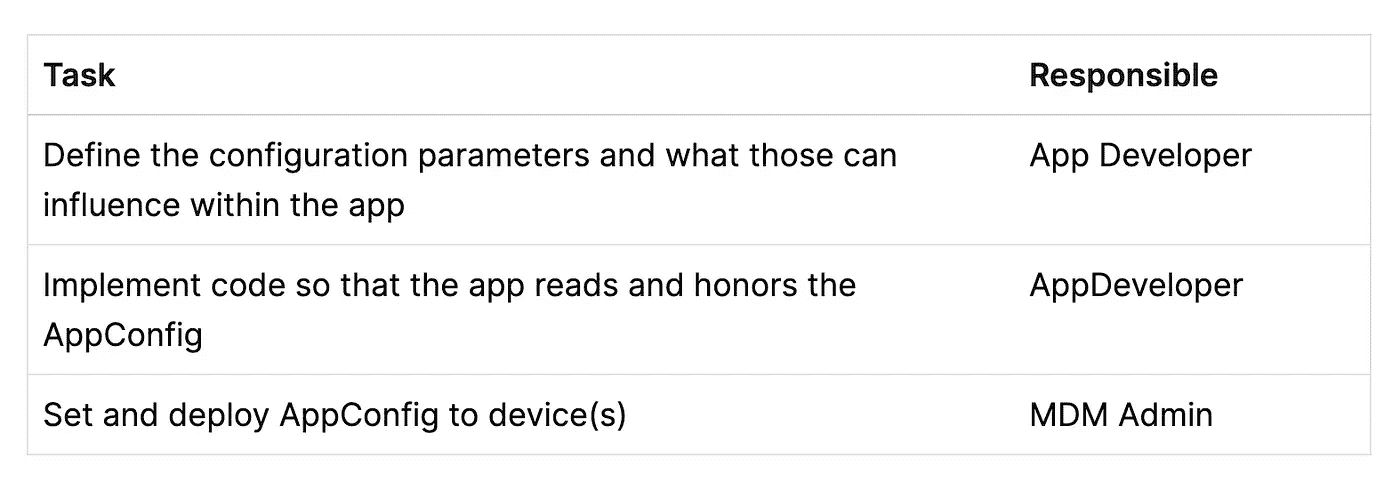 Task Responsible
Define the configuration parameters and what those can App Developer
influence within the app
Implement code so that the app reads and honors the AppDeveloper
AppConfig
Set and deploy AppConfig to device(s) MDM Admin